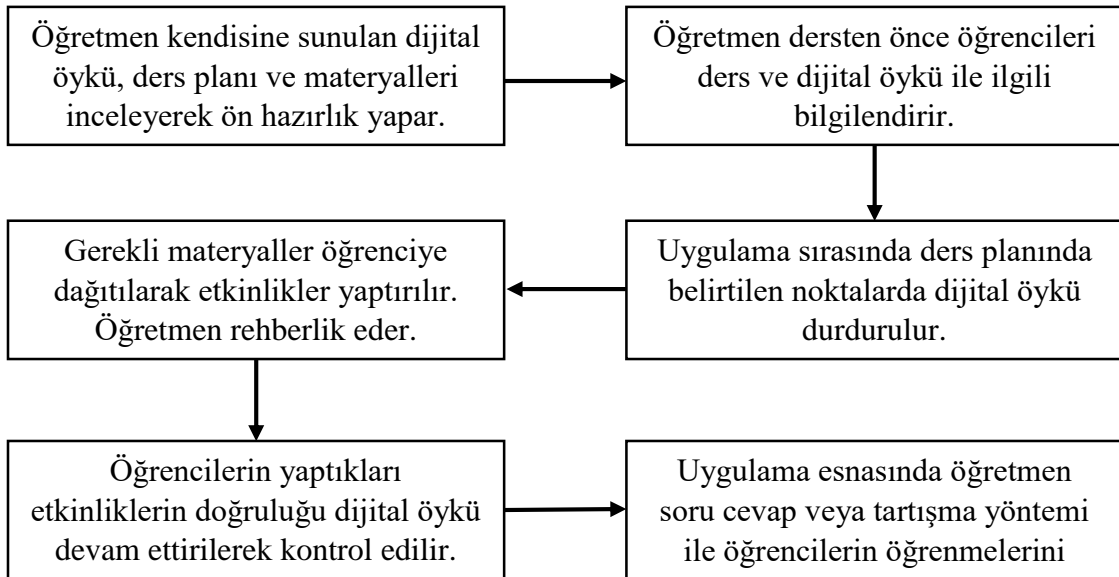 Öğretmen kendisine sunulan dijital
öykü, ders planı ve materyalleri
inceleyerek ön hazırlık yapar.
Öğretmen dersten önce öğrencileri
ders ve dijital öykü ile ilgili
bilgilendirir.
Uygulama sırasında ders planında
belirtilen noktalarda dijital öykü
durdurulur.
Gerekli materyaller öğrenciye
dağıtılarak etkinlikler yaptırılır.
Öğretmen rehberlik eder.
Öğrencilerin yaptıkları
etkinliklerin doğruluğu dijital öykü
devam ettirilerek kontrol edilir.
Uygulama esnasında öğretmen
soru cevap veya tartışma yöntemi
ile öğrencilerin öğrenmelerini